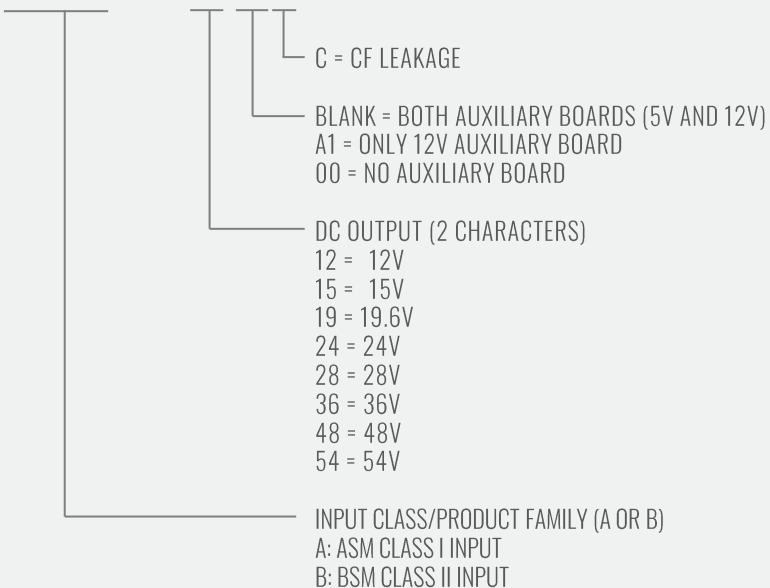 C = CF LEAKAGE
BLANK = BOTH AUXILIARY BOARDS (5V AND 12V)
A1 = ONLY 12V AUXILIARY BOARD
00 = NO AUXILIARY BOARD
DC OUTPUT (2 CHARACTERS)
12 = 12V
15 = 15V
19 = 19.6V
24 = 24V
28 = 28V
36 = 36V
48 = 48V
54 = 54V
INPUT CLASS/PRODUCT FAMILY (A OR B)
A: ASM CLASS I INPUT
B: BSM CLASS II INPUT